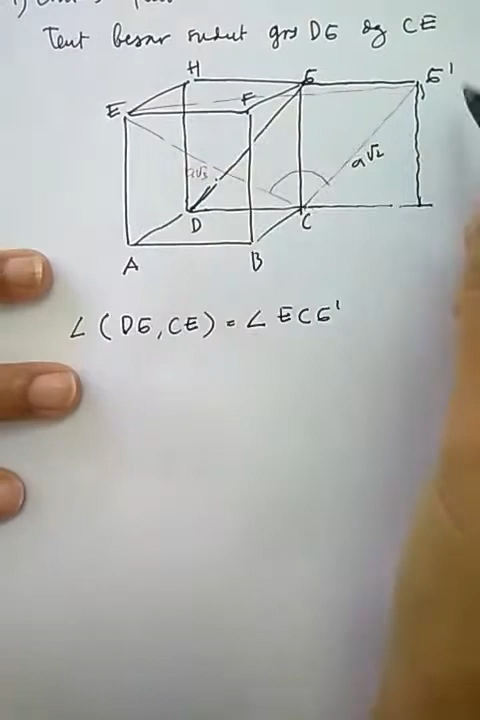 Tent besar sudut grs DG dg CE
H
G
G'
E
F
a√3
a√2
D
C
A
B
∠ (DG, CE) = ∠ ECG'